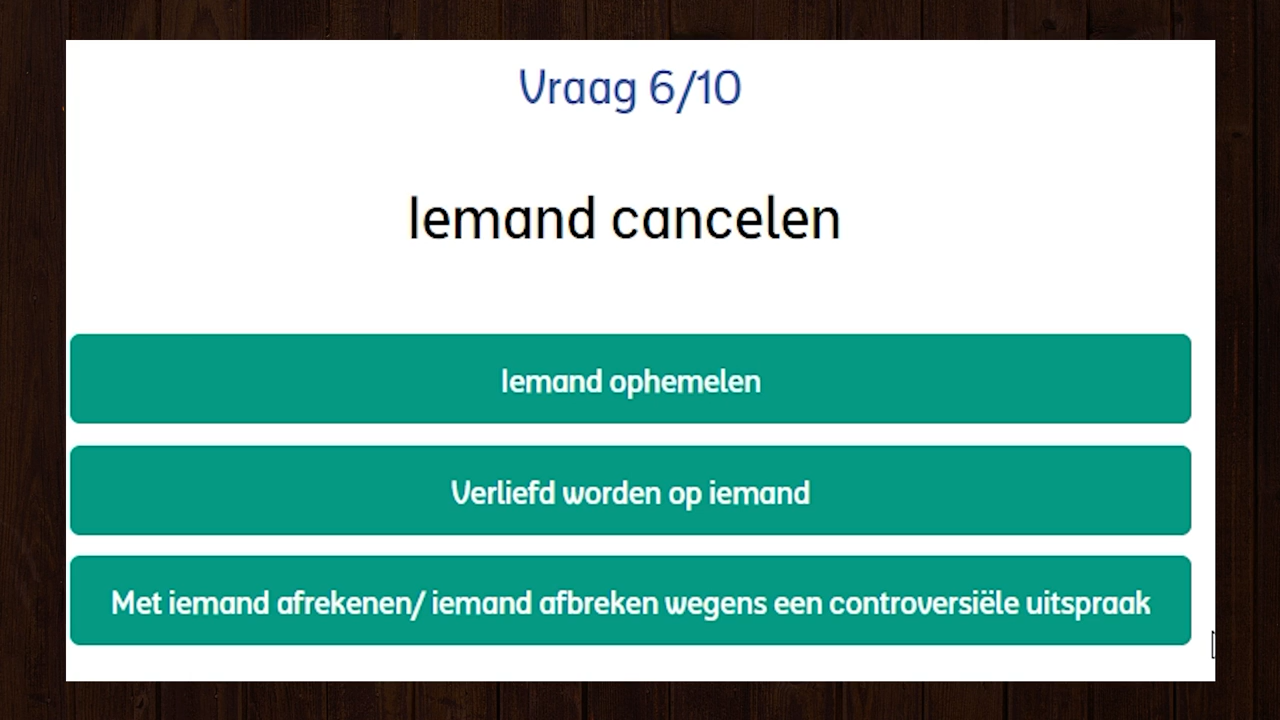 Vraag 6/10
Iemand cancelen
Iemand ophemelen
Verliefd worden op iemand
Met iemand afrekenen/ iemand afbreken wegens een controversiële uitspraak